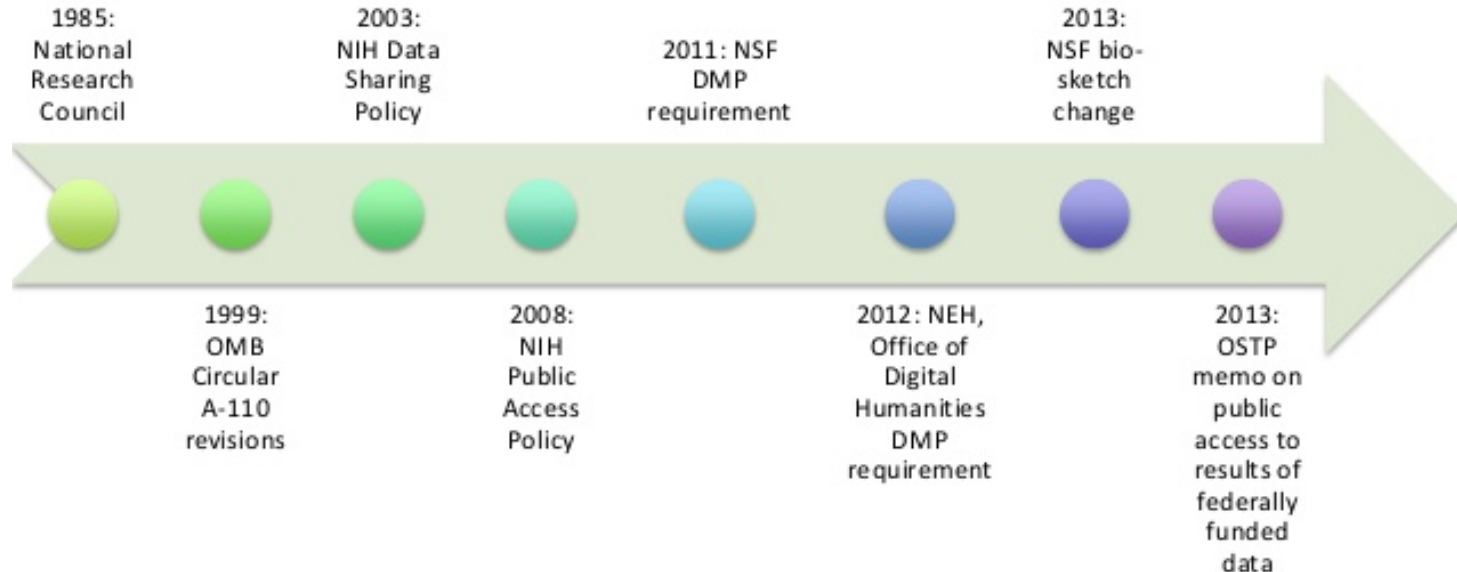 1985:
National
Research
Council
1999:
OMB
Circular
A-110
revisions
2003:
NIH Data
Sharing
Policy
2008:
NIH
Public
Access
Policy
2011: NSF
DMP
requirement
2012: NEH,
Office of
Digital
Humanities
DMP
requirement
2013:
NSF bio-
sketch
change
2013:
OSTP
memo on
public
access to
results of
federally
funded
data